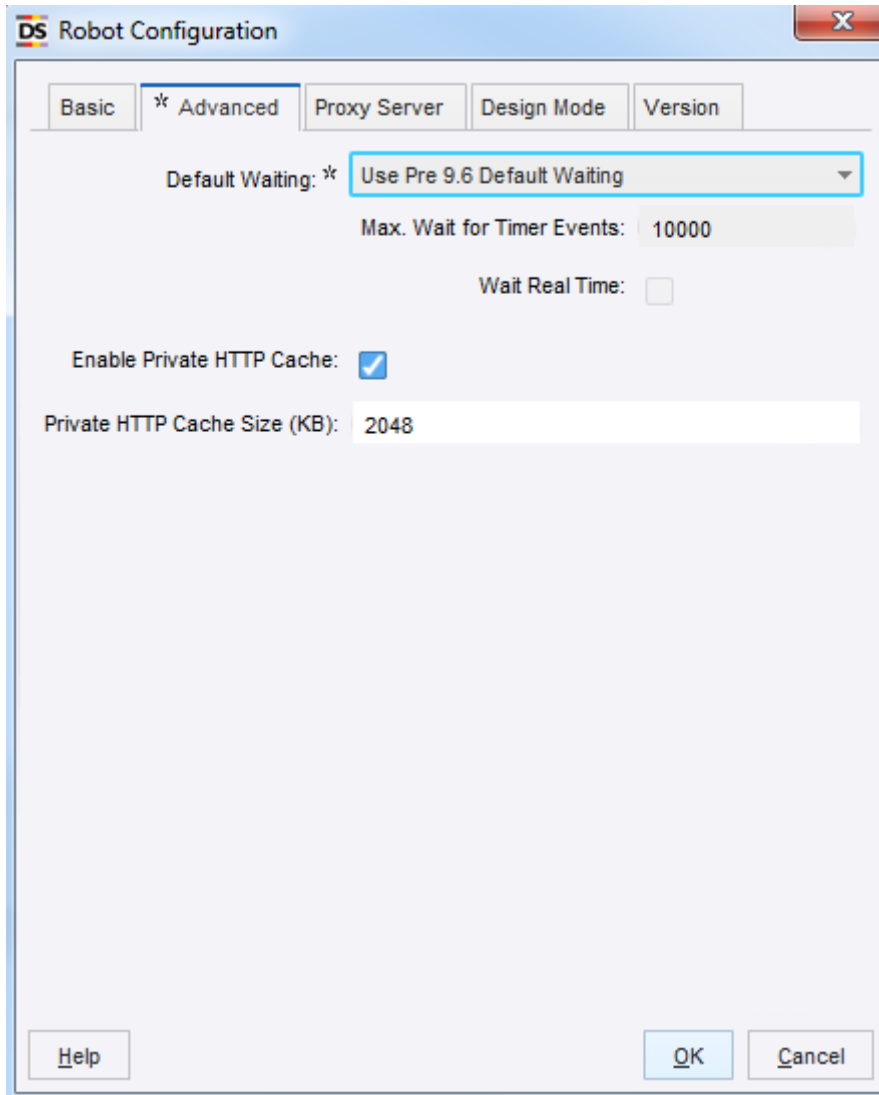 DS Robot Configuration
Basic * Advanced Proxy Server Design Mode Version
Default Waiting: * Use Pre 9.6 Default Waiting
Max. Wait for Timer Events: 10000
Wait Real Time:
Enable Private HTTP Cache:
Private HTTP Cache Size (KB): 2048
Help OK Cancel